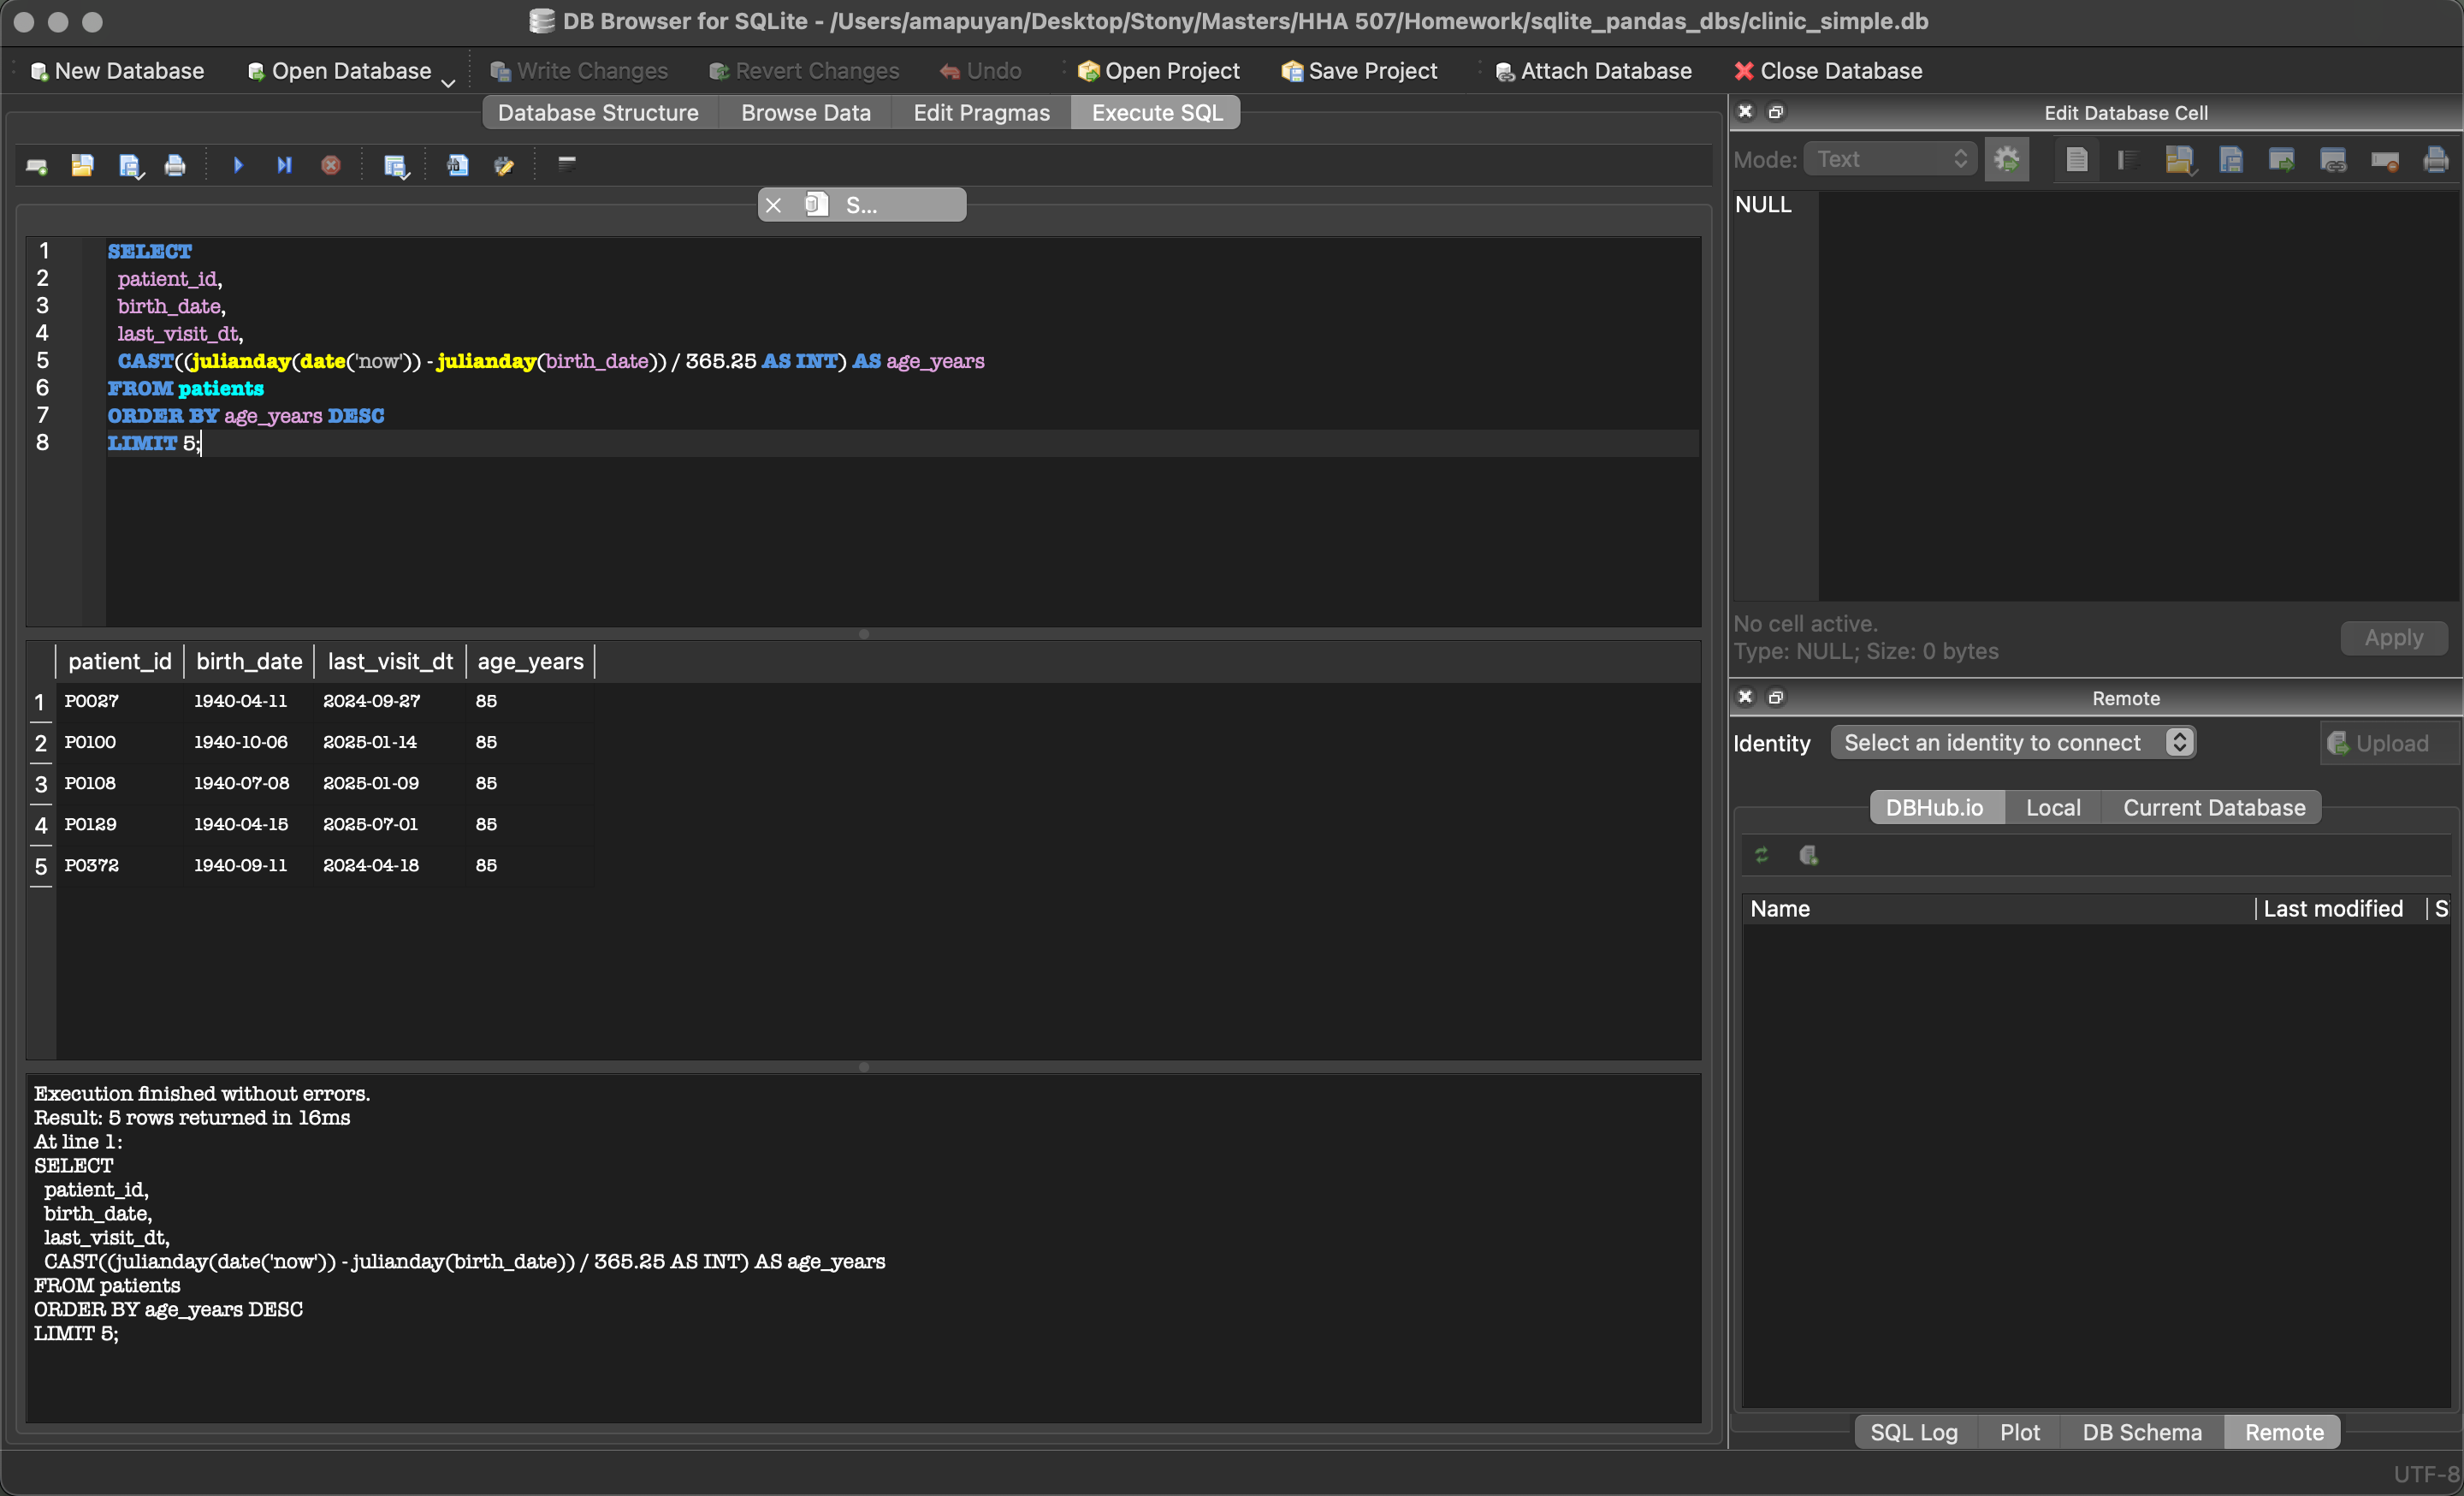 DB Browser for SQLite - /Users/amapuyan/Desktop/Stony/Masters/HHA 507/Homework/sqlite_pandas_dbs/clinic_simple.db
New Database Open Database Write Changes Revert Changes Undo Open Project Save Project Attach Database Close Database
Database Structure Browse Data Edit Pragmas Execute SQL
S...
1 SELECT
2 patient_id,
3 birth_date,
4 last_visit_dt,
5 CAST((julianday(date('now')) - julianday(birth_date)) / 365.25 AS INT) AS age_years
6 FROM patients
7 ORDER BY age_years DESC
8 LIMIT 5;
patient_id birth_date last_visit_dt age_years
1 P0027 1940-04-11 2024-09-27 85
2 P0100 1940-10-06 2025-01-14 85
3 P0108 1940-07-08 2025-01-09 85
4 P0129 1940-04-15 2025-07-01 85
5 P0372 1940-09-11 2024-04-18 85
Execution finished without errors.
Result: 5 rows returned in 16ms
At line 1:
SELECT
patient_id,
birth_date,
last_visit_dt,
CAST((julianday(date('now')) - julianday(birth_date)) / 365.25 AS INT) AS age_years
FROM patients
ORDER BY age_years DESC
LIMIT 5;
Edit Database Cell
Mode: Text
NULL
No cell active.
Type: NULL; Size: 0 bytes
Apply
Remote
Identity Select an identity to connect Upload
DBHub.io Local Current Database
Name Last modified S
SQL Log Plot DB Schema Remote
UTF-8